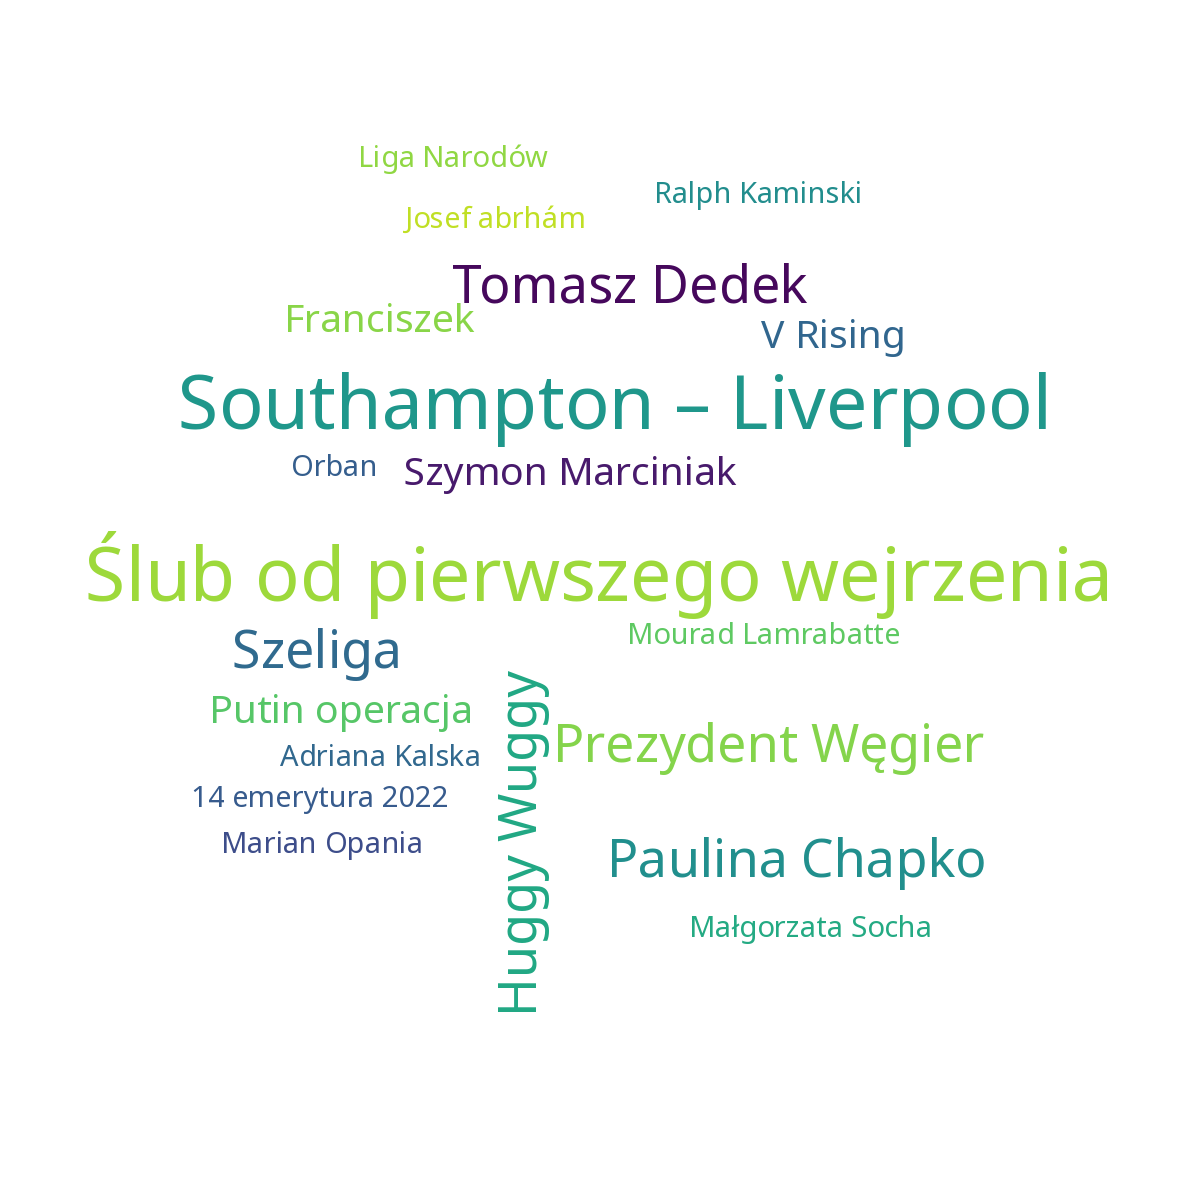 Liga Narodów
Ralph Kaminski
Josef abrhám
Tomasz Dedek
Franciszek
V Rising
Southampton – Liverpool
Orban
Szymon Marciniak
Ślub od pierwszego wejrzenia
Szeliga
Mourad Lamrabatte
Putin operacja
Huggy Wuggy
Prezydent Węgier
Adriana Kalska
14 emerytura 2022
Marian Opania
Paulina Chapko
Małgorzata Socha